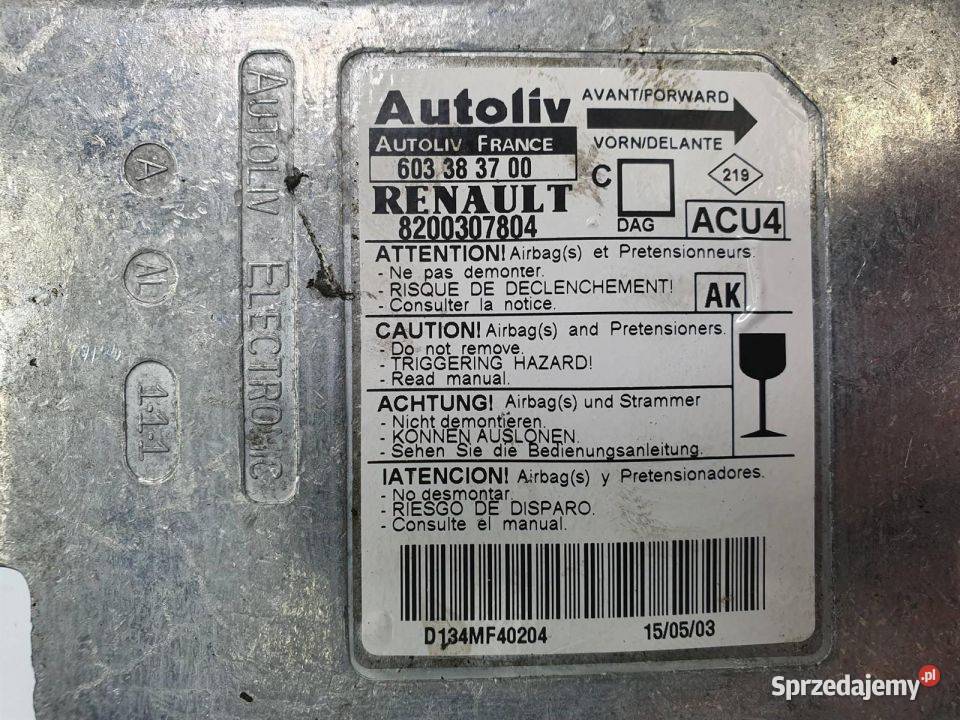 AUTOLIV ELECTRONIC
A
AL
1-1-1
Autoliv
AUTOLIV FRANCE
603 38 37 00
RENAULT
8200307804
AVANT/FORWARD
VORN/DELANTE
C
219
DAG
ACU4
ATTENTION! Airbag(s) et Pretensionneurs.
- Ne pas demonter.
- RISQUE DE DECLENCHEMENT!
- Consulter la notice.
AK
CAUTION! Airbag(s) and Pretensioners.
- Do not remove.
- TRIGGERING HAZARD!
- Read manual.
ACHTUNG! Airbag(s) und Strammer
- Nicht demontieren.
- KONNEN AUSLONEN.
- Sehen Sie die Bedienungsanleitung.
IATENCION! Airbag(s) y Pretensionadores.
- No desmontar.
- RIESGO DE DISPARO.
- Consulte el manual.
D134MF40204
15/05/03
Sprzedajemy.pl